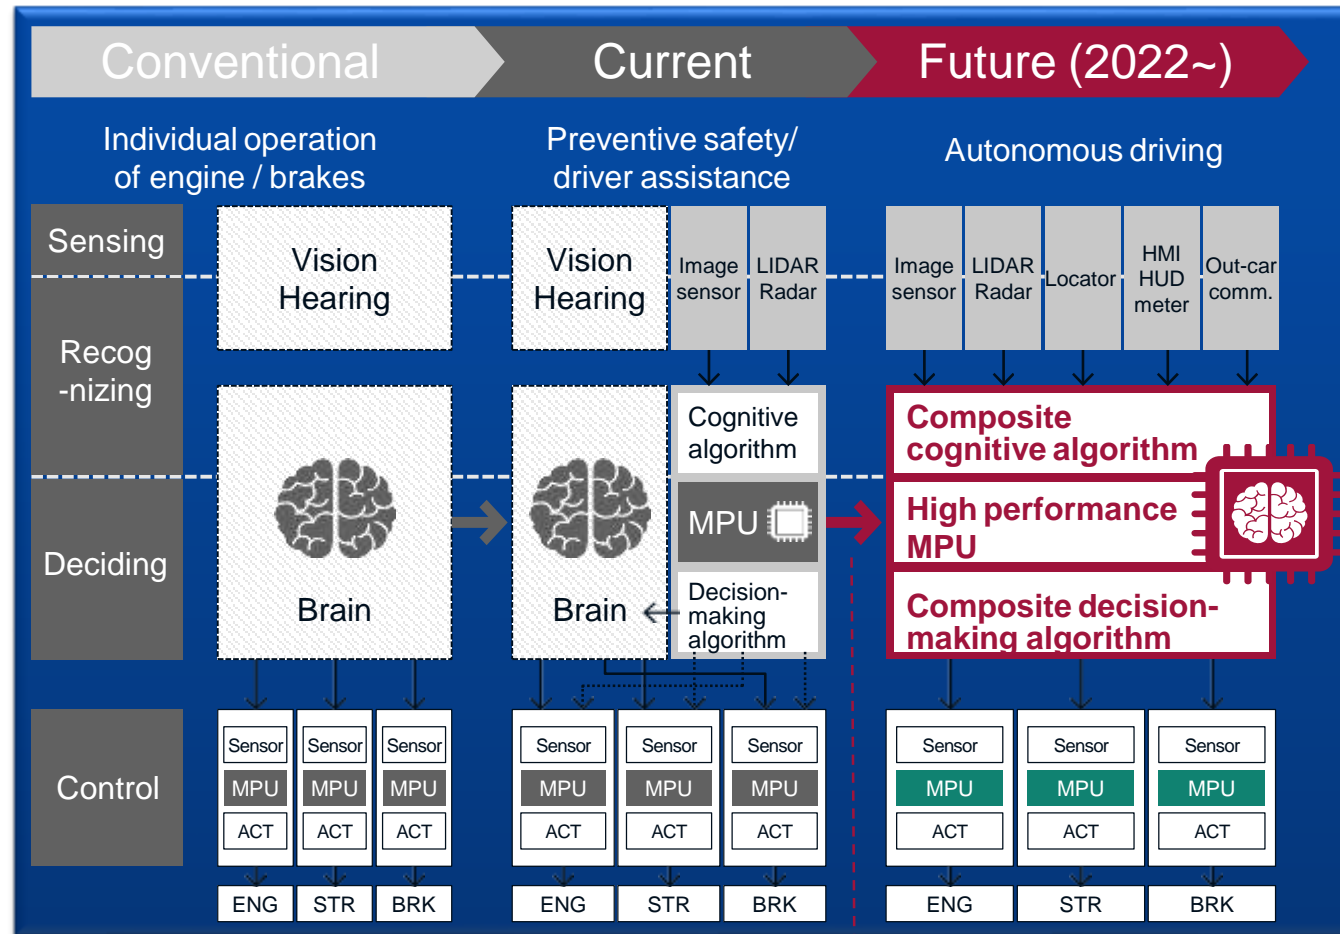 Conventional
Current
Future (2022~)
Individual operation
of engine / brakes
Preventive safety/
driver assistance
Autonomous driving
Sensing
Recog
-nizing
Deciding
Control
Vision
Hearing
Brain
Sensor
MPU
ACT
ENG
Sensor
MPU
ACT
STR
Sensor
MPU
ACT
BRK
Vision
Hearing
Image
sensor
LIDAR
Radar
Brain
Cognitive
algorithm
MPU
Decision-
making
algorithm
Sensor
MPU
ACT
ENG
Sensor
MPU
ACT
STR
Sensor
MPU
ACT
BRK
Image
sensor
LIDAR
Radar
Locator
HMI
HUD
meter
Out-car
comm.
Composite
cognitive algorithm
High performance
MPU
Composite decision-
making algorithm
Sensor
MPU
ACT
ENG
Sensor
MPU
ACT
STR
Sensor
MPU
ACT
BRK